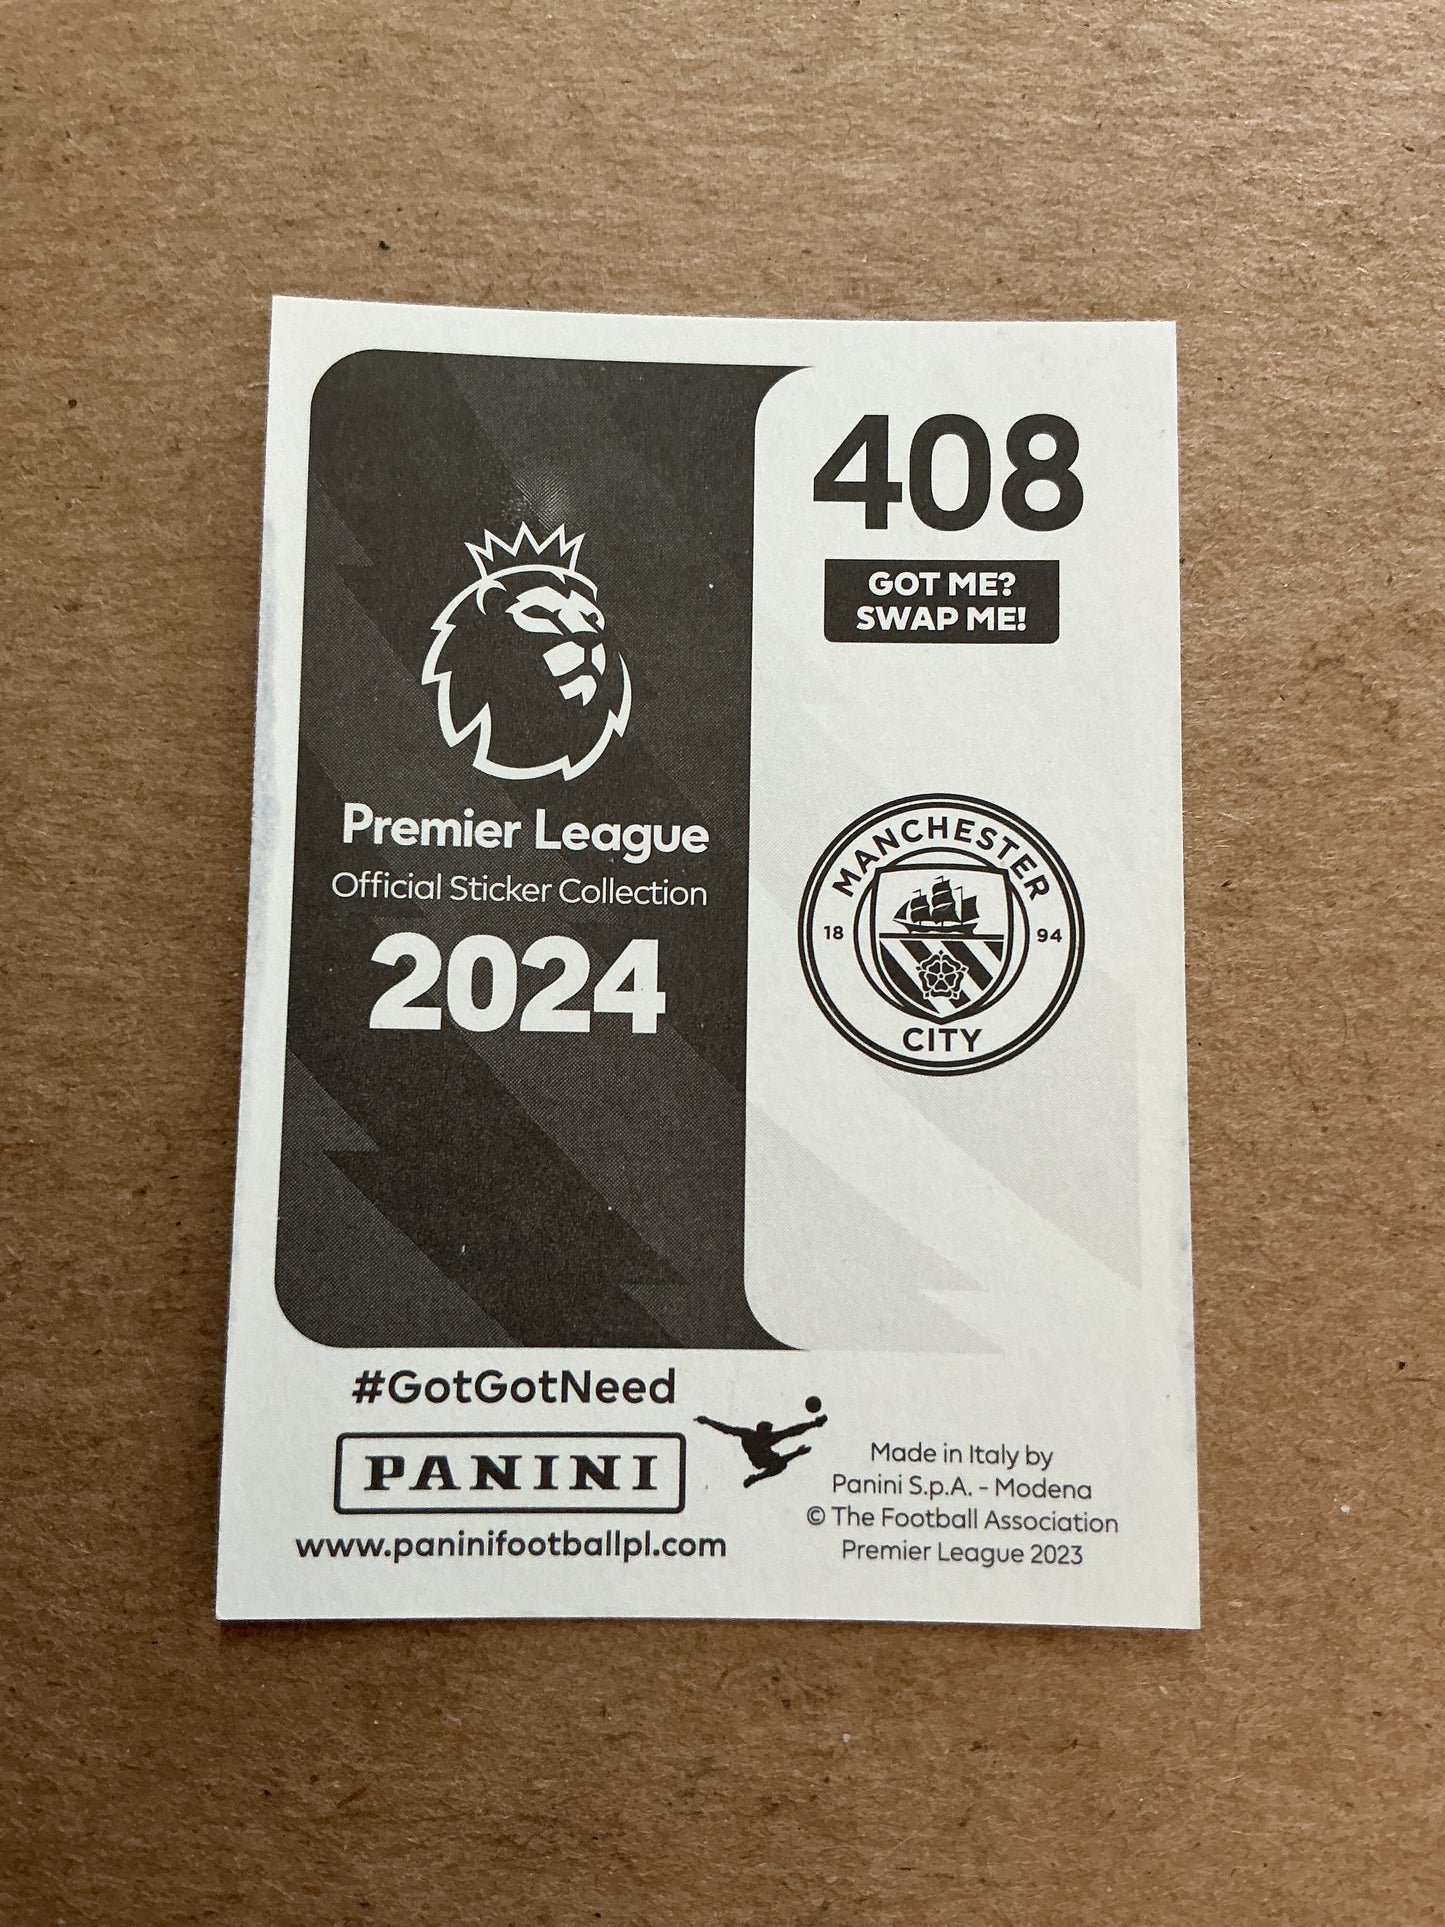 408
GOT ME?
SWAP ME!
Premier League
Official Sticker Collection
2024
MANCHESTER
18 94
CITY
#GotGotNeed
PANINI
www.paninifootballpl.com
Made in Italy by
Panini S.p.A. - Modena
© The Football Association
Premier League 2023